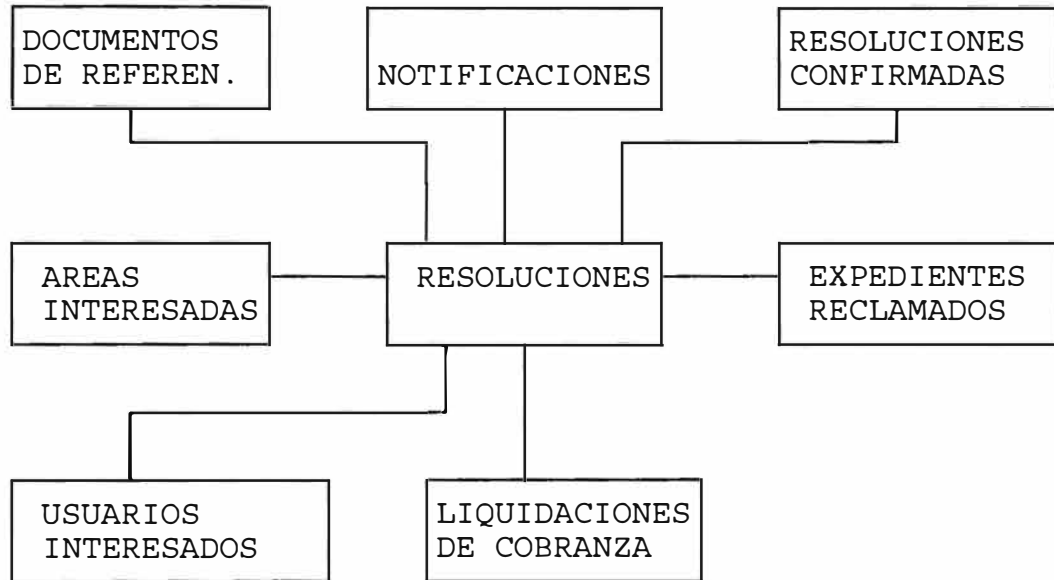 DOCUMENTOS
DE REFEREN.
NOTIFICACIONES
RESOLUCIONES
CONFIRMADAS
AREAS
INTERESADAS
RESOLUCIONES
EXPEDIENTES
RECLAMADOS
USUARIOS
INTERESADOS
LIQUIDACIONES
DE COBRANZA